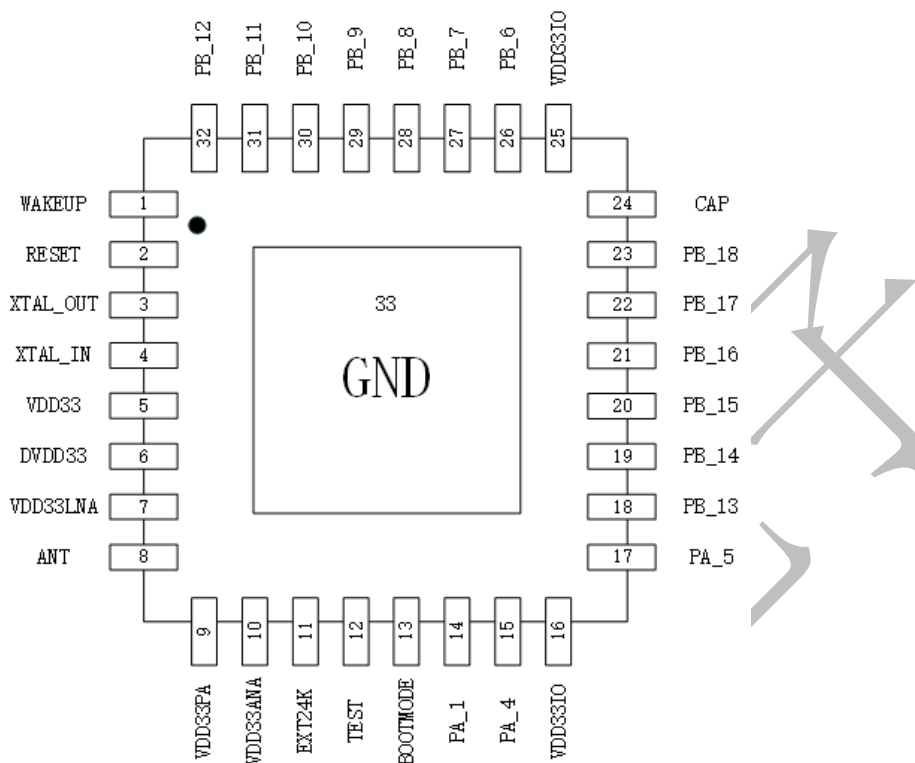 PB_12
PB_11
PB_10
PB_9
PB_8
PB_7
PB_6
VDD33IO
32
31
30
29
28
27
26
25
WAKEUP 1
RESET 2
XTAL_OUT 3
XTAL_IN 4
VDD33 5
DVDD33 6
VDD33LNA 7
ANT 8
33
GND
24 CAP
23 PB_18
22 PB_17
21 PB_16
20 PB_15
19 PB_14
18 PB_13
17 PA_5
9
10
11
12
13
14
15
16
VDD33PA
VDD33ANA
EXT24K
TEST
BOOTMODE
PA_1
PA_4
VDD33IO